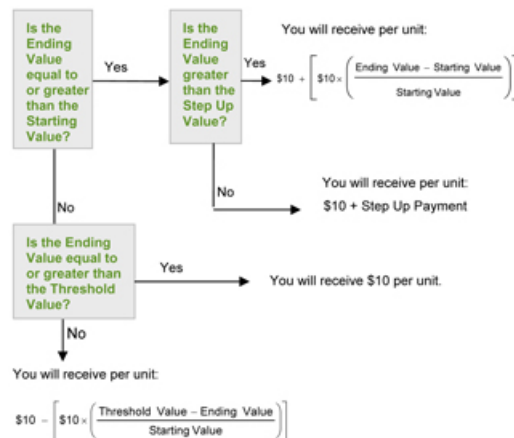 Is the
Ending
Value
equal to
or greater
than the
Starting
Value?
Yes
Is the
Ending
Value
greater
than the
Step Up
Value?
Yes
You will receive per unit:
$10 + [ $10× ( Ending Value − Starting Value
Starting Value ) ]
No
You will receive per unit:
$10 + Step Up Payment
No
Is the Ending
Value equal to
or greater than
the Threshold
Value?
Yes
You will receive $10 per unit.
No
You will receive per unit:
$10 − [ $10× ( Threshold Value − Ending Value
Starting Value ) ]